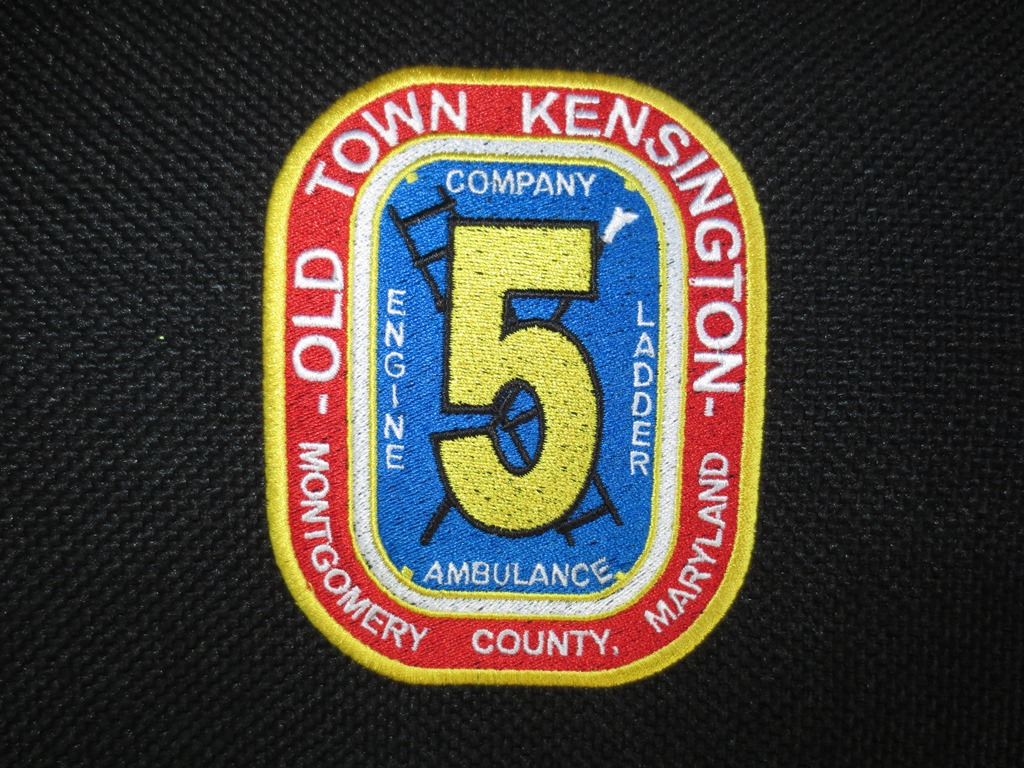 -OLD TOWN KENSINGTON-
COMPANY
ENGINE
5
LADDER
AMBULANCE
MONTGOMERY COUNTY, MARYLAND